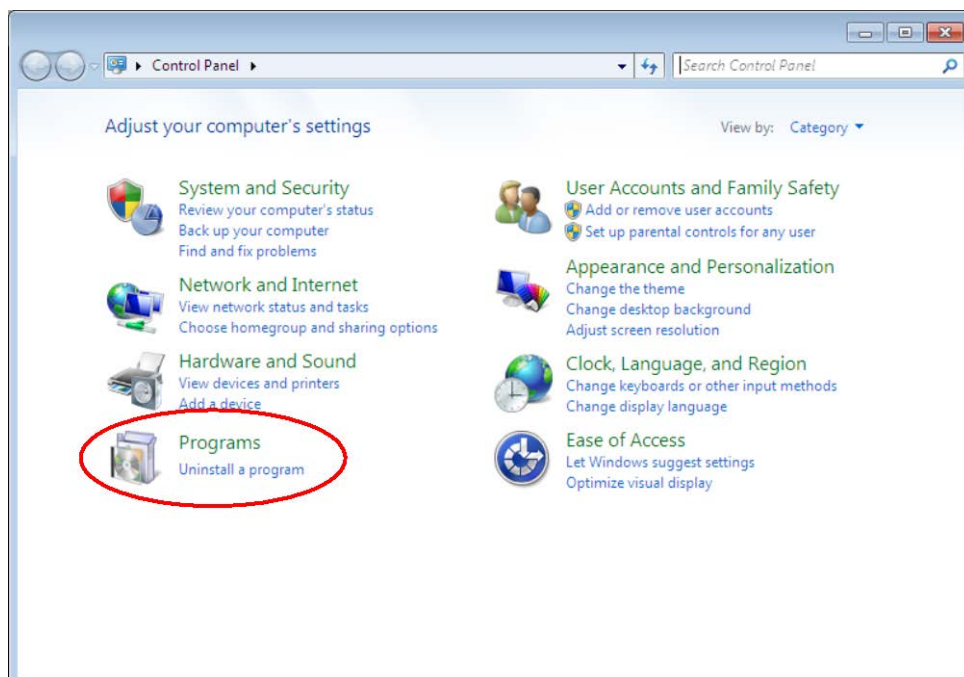 Control Panel
Search Control Panel
Adjust your computer's settings
View by: Category
System and Security
Review your computer's status
Back up your computer
Find and fix problems
Network and Internet
View network status and tasks
Choose homegroup and sharing options
Hardware and Sound
View devices and printers
Add a device
Programs
Uninstall a program
User Accounts and Family Safety
Add or remove user accounts
Set up parental controls for any user
Appearance and Personalization
Change the theme
Change desktop background
Adjust screen resolution
Clock, Language, and Region
Change keyboards or other input methods
Change display language
Ease of Access
Let Windows suggest settings
Optimize visual display